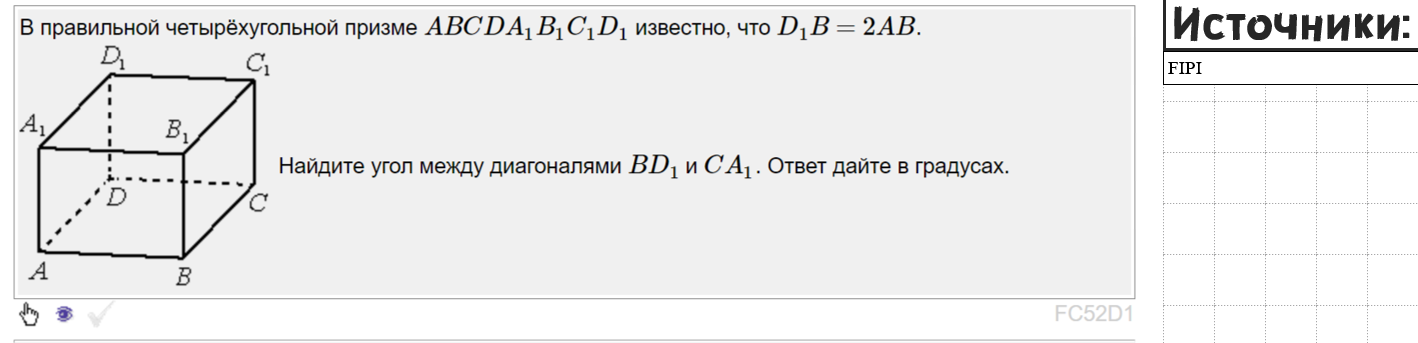 В правильной четырёхугольной призме ABCDA₁B₁C₁D₁ известно, что D₁B = 2AB.
D₁
C₁
A₁
B₁
Найдите угол между диагоналями BD₁ и CA₁. Ответ дайте в градусах.
D
C
A
B
FC52D1
Источники:
FIPI